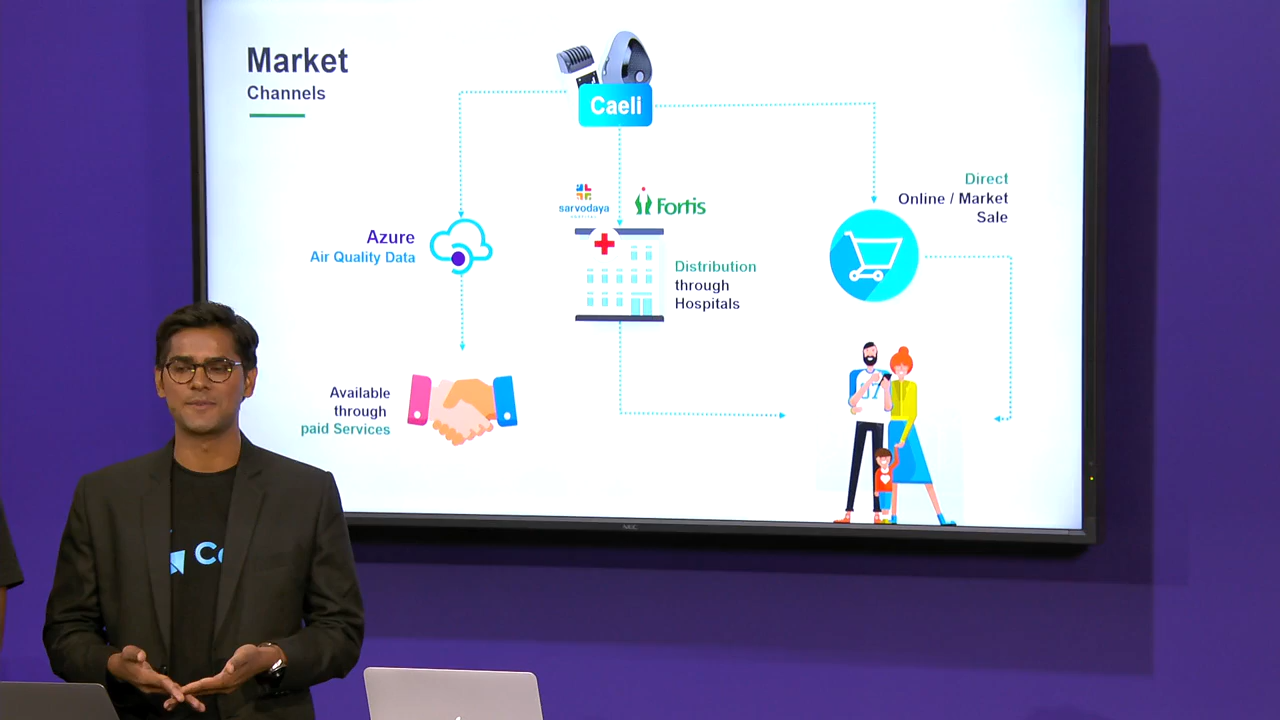 Market
Channels
Caeli
sarvodaya
Fortis
Direct
Online / Market
Sale
Azure
Air Quality Data
Distribution
through
Hospitals
Available
through
paid Services
NEC